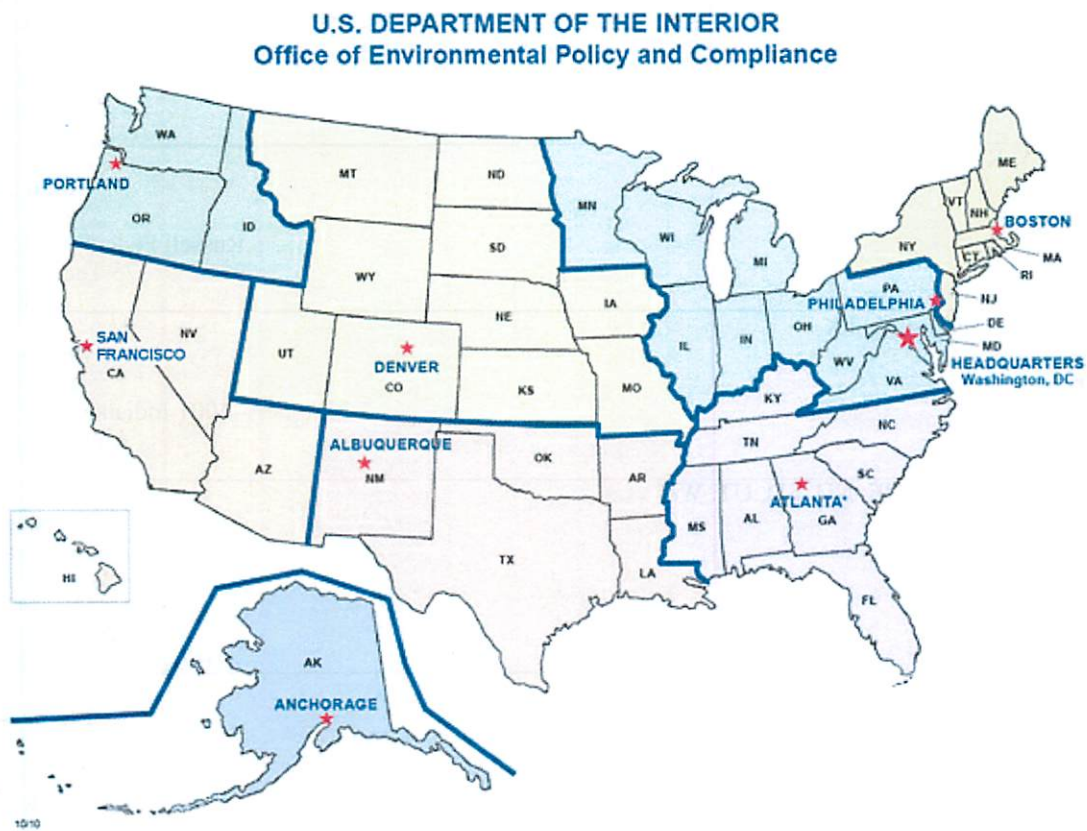 U.S. DEPARTMENT OF THE INTERIOR
Office of Environmental Policy and Compliance
WA
PORTLAND
OR
ID
MT
ND
MN
SD
WY
WI
MI
ME
VT
NH
BOSTON
NY
MA
CT
RI
SAN
FRANCISCO
CA
NV
UT
DENVER
CO
NE
IA
KS
MO
IL
IN
OH
PA
PHILADELPHIA
NJ
DE
MD
HEADQUARTERS
Washington, DC
WV
VA
KY
NC
TN
SC
AZ
ALBUQUERQUE
NM
OK
AR
TX
LA
MS
AL
ATLANTA*
GA
FL
HI
AK
ANCHORAGE
10/10